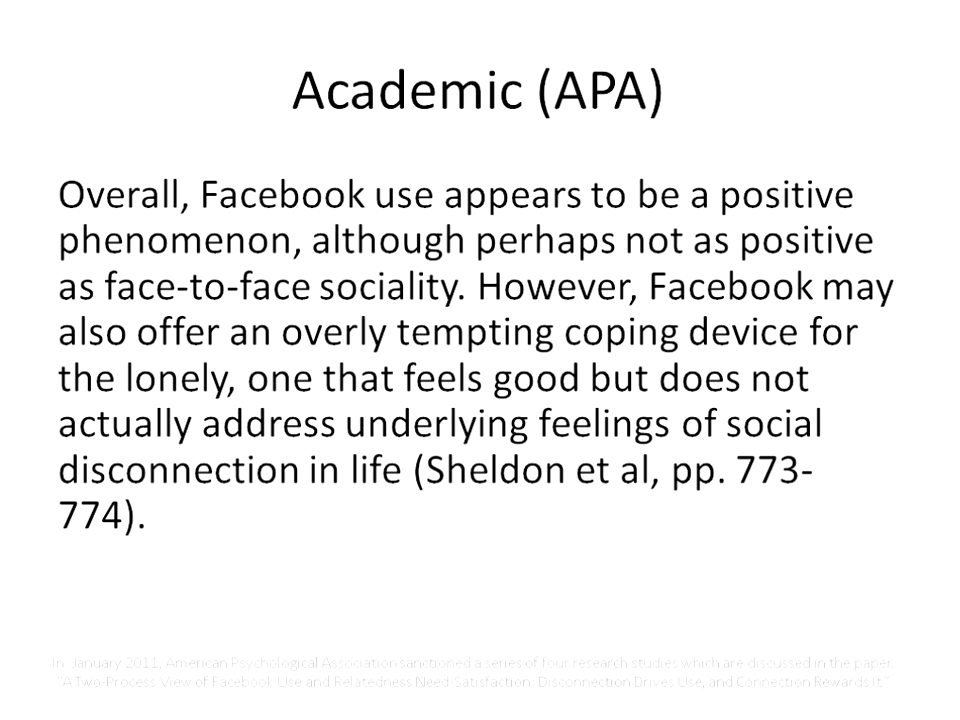 Academic (APA)
Overall, Facebook use appears to be a positive
phenomenon, although perhaps not as positive
as face-to-face sociality. However, Facebook may
also offer an overly tempting coping device for
the lonely, one that feels good but does not
actually address underlying feelings of social
disconnection in life (Sheldon et al, pp. 773-
774).
In January 2011, American Psychological Association sanctioned a series of four research studies which are discussed in the paper,
“A Two-Process View of Facebook Use and Relatedness Need-Satisfaction: Disconnection Drives Use, and Connection Rewards It”